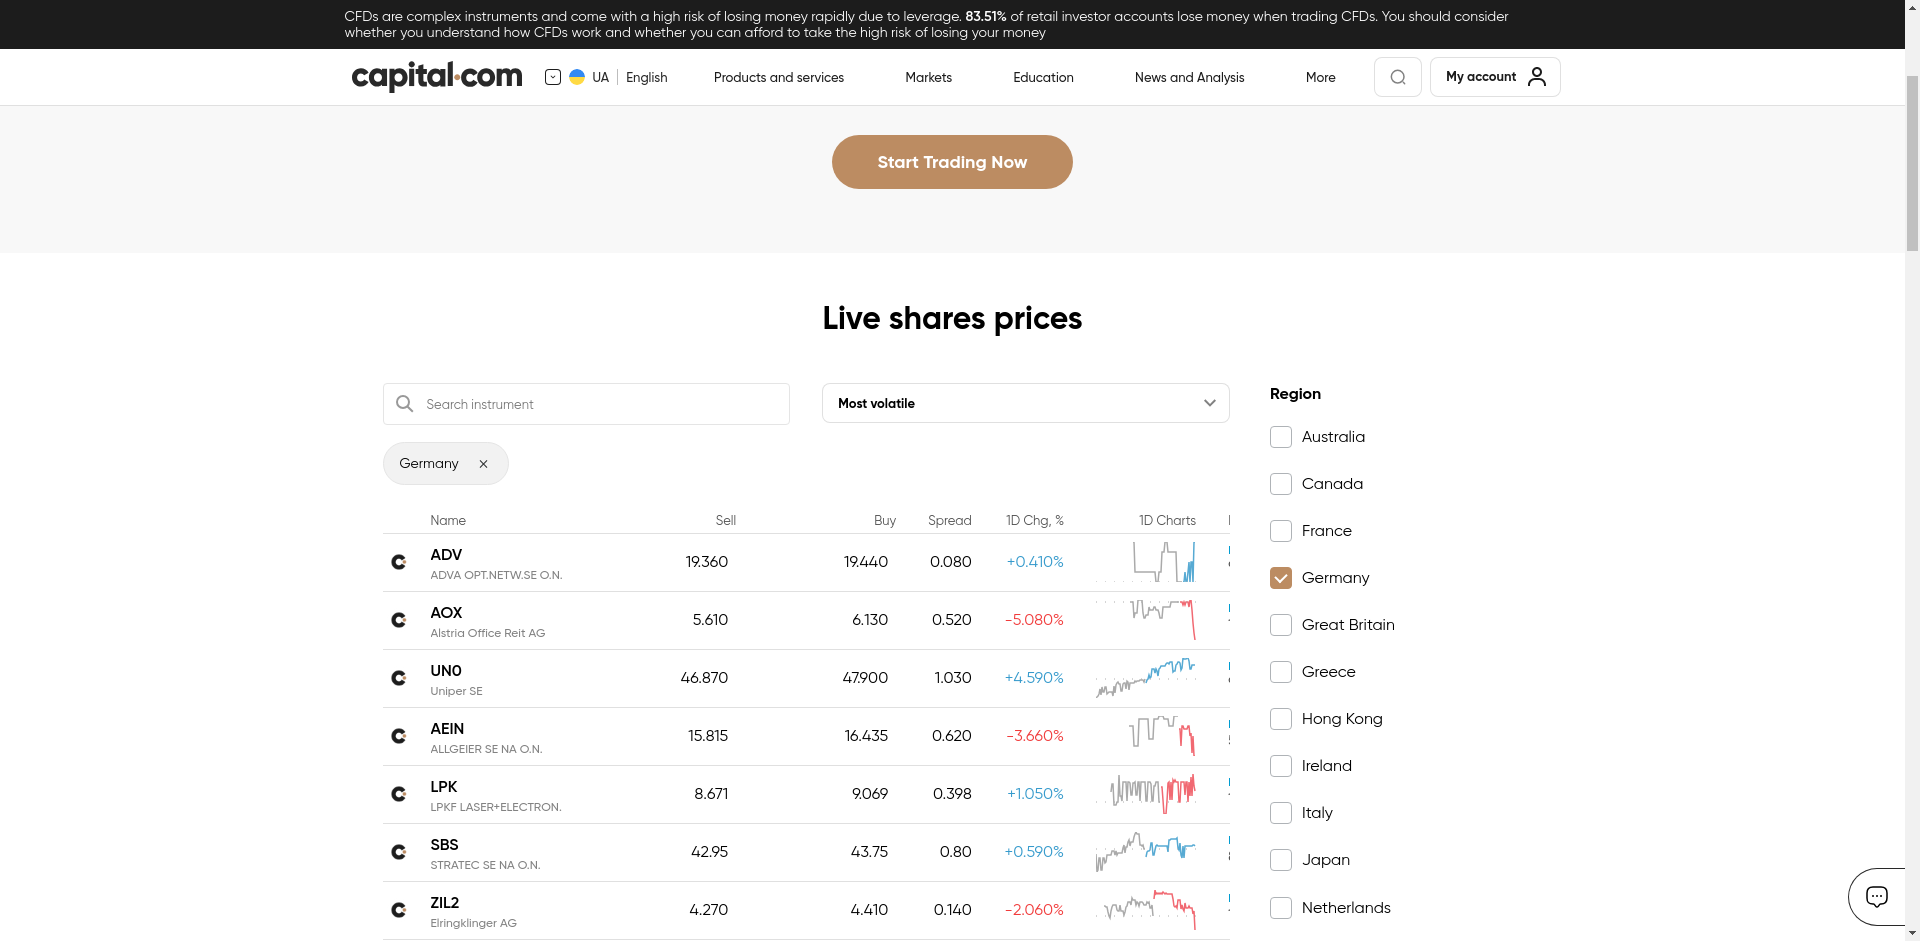 CFDs are complex instruments and come with a high risk of losing money rapidly due to leverage. 83.51% of retail investor accounts lose money when trading CFDs. You should consider
whether you understand how CFDs work and whether you can afford to take the high risk of losing your money
capital.com UA English Products and services Markets Education News and Analysis More My account
Start Trading Now
Live shares prices
Search instrument
Most volatile
Germany
Name Sell Buy Spread 1D Chg, % 1D Charts
ADV 19.360 19.440 0.080 +0.410%
ADVA OPT.NETW.SE O.N.
AOX 5.610 6.130 0.520 -5.080%
Alstria Office Reit AG
UN0 46.870 47.900 1.030 +4.590%
Uniper SE
AEIN 15.815 16.435 0.620 -3.660%
ALLGEIER SE NA O.N.
LPK 8.671 9.069 0.398 +1.050%
LPKF LASER+ELECTRON.
SBS 42.95 43.75 0.80 +0.590%
STRATEC SE NA O.N.
ZIL2 4.270 4.410 0.140 -2.060%
Elringklinger AG
Region
Australia
Canada
France
Germany
Great Britain
Greece
Hong Kong
Ireland
Italy
Japan
Netherlands